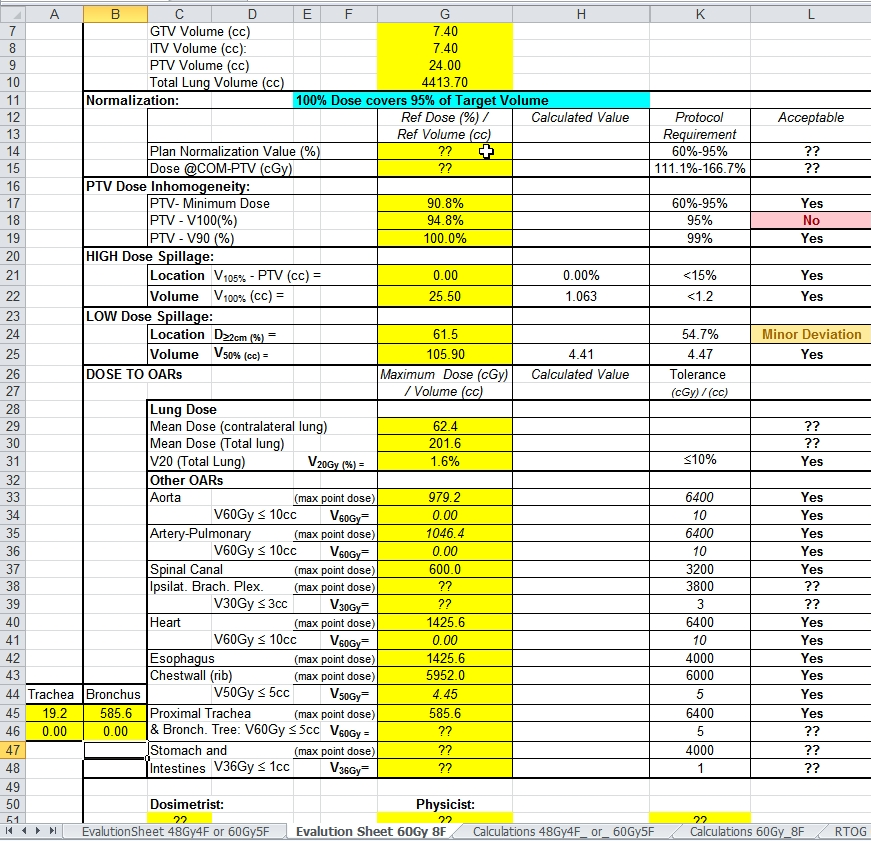 A B C D E F G H K L
7 GTV Volume (cc) 7.40
8 ITV Volume (cc): 7.40
9 PTV Volume (cc) 24.00
10 Total Lung Volume (cc) 4413.70
11 Normalization: 100% Dose covers 95% of Target Volume
12 Ref Dose (%) / Calculated Value Protocol Acceptable
13 Ref Volume (cc) Requirement
14 Plan Normalization Value (%) ?? 60%-95% ??
15 Dose @COM-PTV (cGy) ?? 111.1%-166.7% ??
16 PTV Dose Inhomogeneity:
17 PTV- Minimum Dose 90.8% 60%-95% Yes
18 PTV - V100(%) 94.8% 95% No
19 PTV - V90 (%) 100.0% 99% Yes
20 HIGH Dose Spillage:
21 Location V105% - PTV (cc) = 0.00 0.00% <15% Yes
22 Volume V100% (cc) = 25.50 1.063 <1.2 Yes
23 LOW Dose Spillage:
24 Location D≥2cm (%) = 61.5 54.7% Minor Deviation
25 Volume V50% (cc) = 105.90 4.41 4.47 Yes
26 DOSE TO OARs Maximum Dose (cGy) Calculated Value Tolerance
27 / Volume (cc) (cGy) / (cc)
28 Lung Dose
29 Mean Dose (contralateral lung) 62.4 ??
30 Mean Dose (Total lung) 201.6 ??
31 V20 (Total Lung) V20Gy (%) = 1.6% ≤10% Yes
32 Other OARs
33 Aorta (max point dose) 979.2 6400 Yes
34 V60Gy ≤ 10cc V60Gy= 0.00 10 Yes
35 Artery-Pulmonary (max point dose) 1046.4 6400 Yes
36 V60Gy ≤ 10cc V60Gy= 0.00 10 Yes
37 Spinal Canal (max point dose) 600.0 3200 Yes
38 Ipsilat. Brach. Plex. (max point dose) ?? 3800 ??
39 V30Gy ≤ 3cc V30Gy= ?? 3 ??
40 Heart (max point dose) 1425.6 6400 Yes
41 V60Gy ≤ 10cc V60Gy= 0.00 10 Yes
42 Esophagus (max point dose) 1425.6 4000 Yes
43 Chestwall (rib) (max point dose) 5952.0 6000 Yes
44 Trachea Bronchus V50Gy ≤ 5cc V50Gy= 4.45 5 Yes
45 19.2 585.6 Proximal Trachea (max point dose) 585.6 6400 Yes
46 0.00 0.00 & Bronch. Tree: V60Gy ≤ 5cc V60Gy = ?? 5 ??
47 Stomach and (max point dose) ?? 4000 ??
48 Intestines V36Gy ≤ 1cc V36Gy= ?? 1 ??
49
50 Dosimetrist: Physicist:
51 ?? ?? ??
EvalutionSheet 48Gy4F or 60Gy5F Evalution Sheet 60Gy 8F Calculations 48Gy4F_ or_ 60Gy5F Calculations 60Gy_8F RTOG